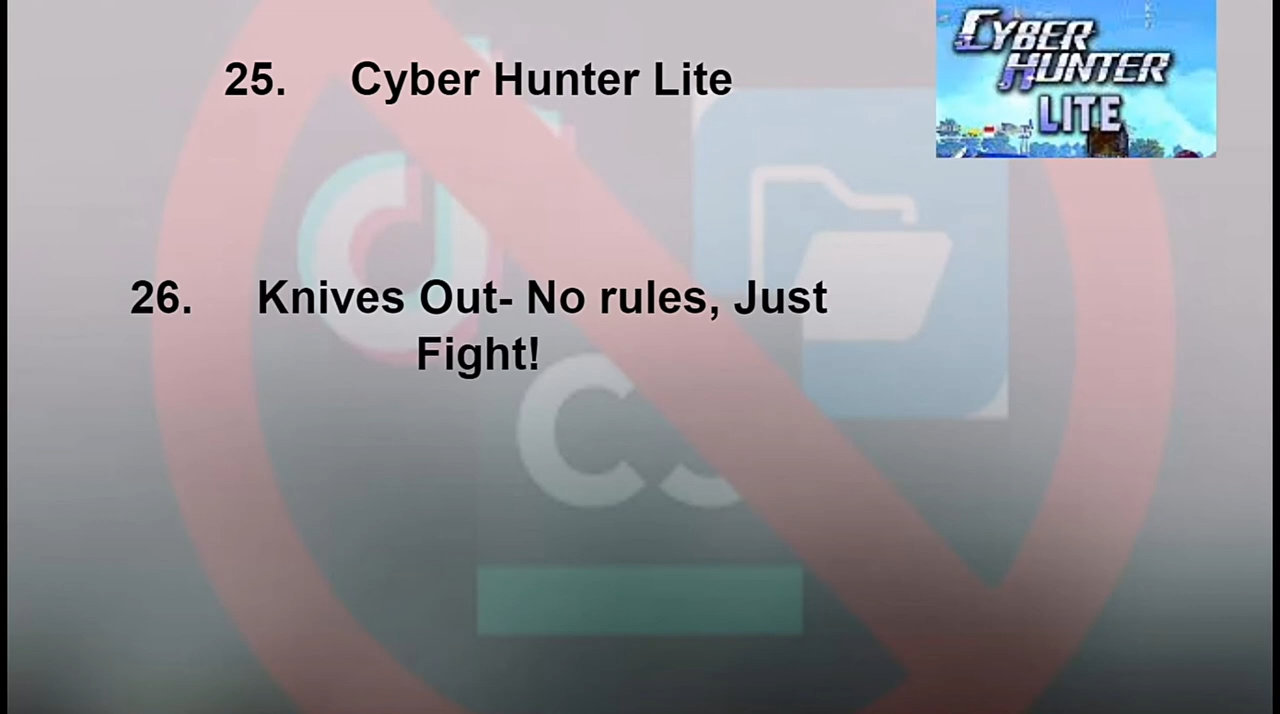 25. Cyber Hunter Lite
CYBER
HUNTER
LITE
26. Knives Out- No rules, Just
Fight!